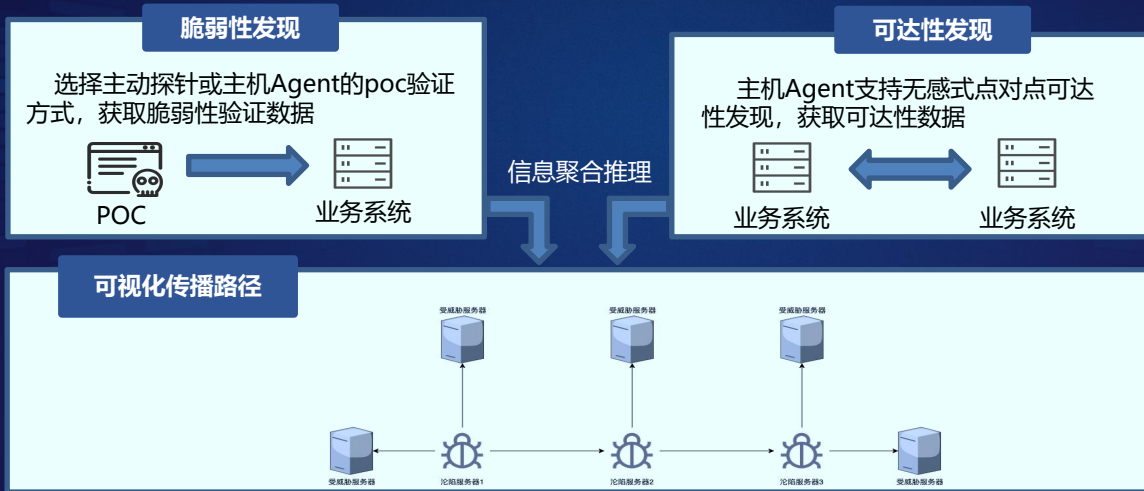 脆弱性发现
选择主动探针或主机Agent的poc验证
方式，获取脆弱性验证数据
POC
业务系统
信息聚合推理
可达性发现
主机Agent支持无感式点对点可达
性发现，获取可达性数据
业务系统
业务系统
可视化传播路径
受威胁服务器
受威胁服务器
受威胁服务器
受威胁服务器
沦陷服务器1
沦陷服务器2
沦陷服务器3
受威胁服务器